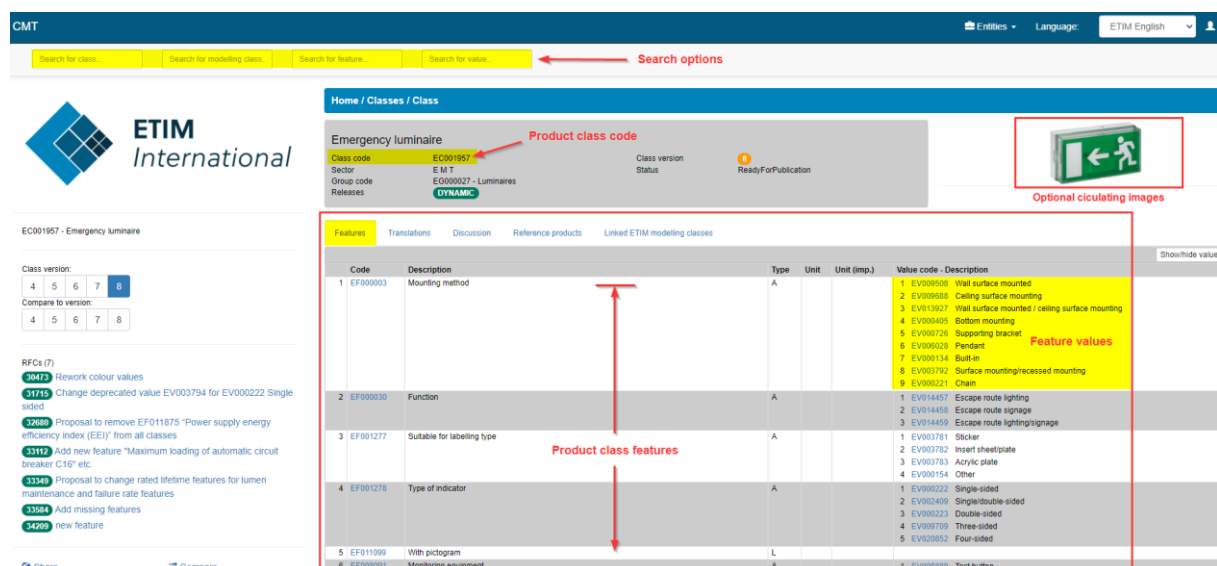 CMT
Entities
Language:
ETIM English
Search for class...
Search for modelling class..
Search for feature...
Search for value...
Search options
ETIM
International
Home / Classes / Class
Emergency luminaire
Product class code
Class code EC001957
Class version 8
Sector E M T
Status ReadyForPublication
Group code EG000027 - Luminaires
Releases DYNAMIC
Optional ciculating images
EC001957 - Emergency luminaire
Class version:
4 5 6 7 8
Compare to version:
4 5 6 7 8
RFCs (7)
30473 Rework colour values
31715 Change deprecated value EV003794 for EV000222 Single
sided
32680 Proposal to remove EF011875 "Power supply energy
efficiency index (EEI)" from all classes
33112 Add new feature "Maximum loading of automatic circuit
breaker C16" etc.
33349 Proposal to change rated lifetime features for lumen
maintenance and failure rate features
33584 Add missing features
34209 new feature
Share
Compare
Features Translations Discussion Reference products Linked ETIM modelling classes
Show/hide value
Code Description Type Unit Unit (imp.) Value code - Description
1 EF000003 Mounting method A
1 EV009508 Wall surface mounted
2 EV009688 Ceiling surface mounting
3 EV013927 Wall surface mounted / ceiling surface mounting
4 EV000405 Bottom mounting
5 EV000726 Supporting bracket
6 EV006028 Pendant
7 EV000134 Built-in
8 EV003792 Surface mounting/recessed mounting
9 EV000221 Chain
Feature values
2 EF000030 Function A
1 EV014457 Escape route lighting
2 EV014458 Escape route signage
3 EV014459 Escape route lighting/signage
3 EF001277 Suitable for labelling type A
1 EV003781 Sticker
2 EV003782 Insert sheet/plate
3 EV003783 Acrylic plate
4 EV000154 Other
Product class features
4 EF001278 Type of indicator A
1 EV000222 Single-sided
2 EV002409 Single/double-sided
3 EV000223 Double-sided
4 EV009709 Three-sided
5 EV020852 Four-sided
5 EF011099 With pictogram L
6 Monitoring equipment A
1 Test button